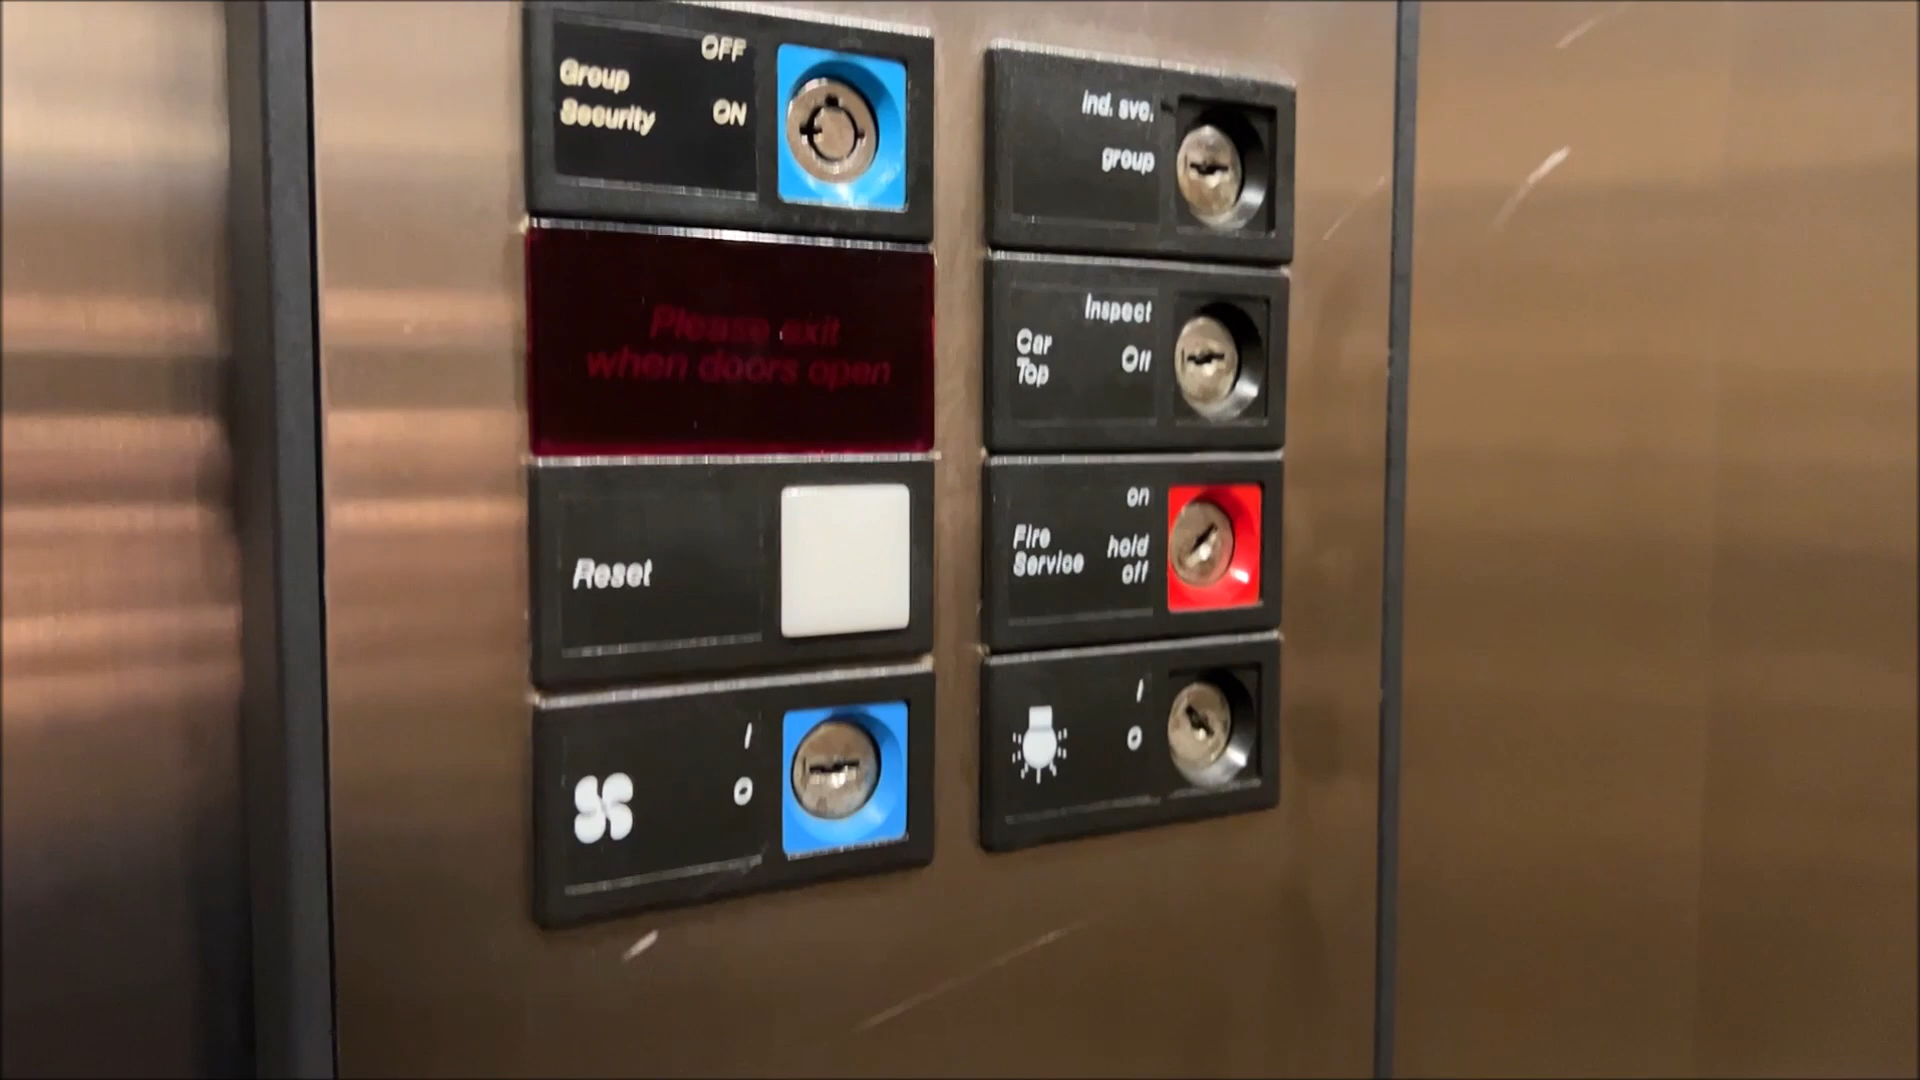 OFF
Group
Security ON
Please exit
when doors open
Reset
I
O
ind. svc.
group
Inspect
Car Top Off
on
Fire Service hold
off
I
O